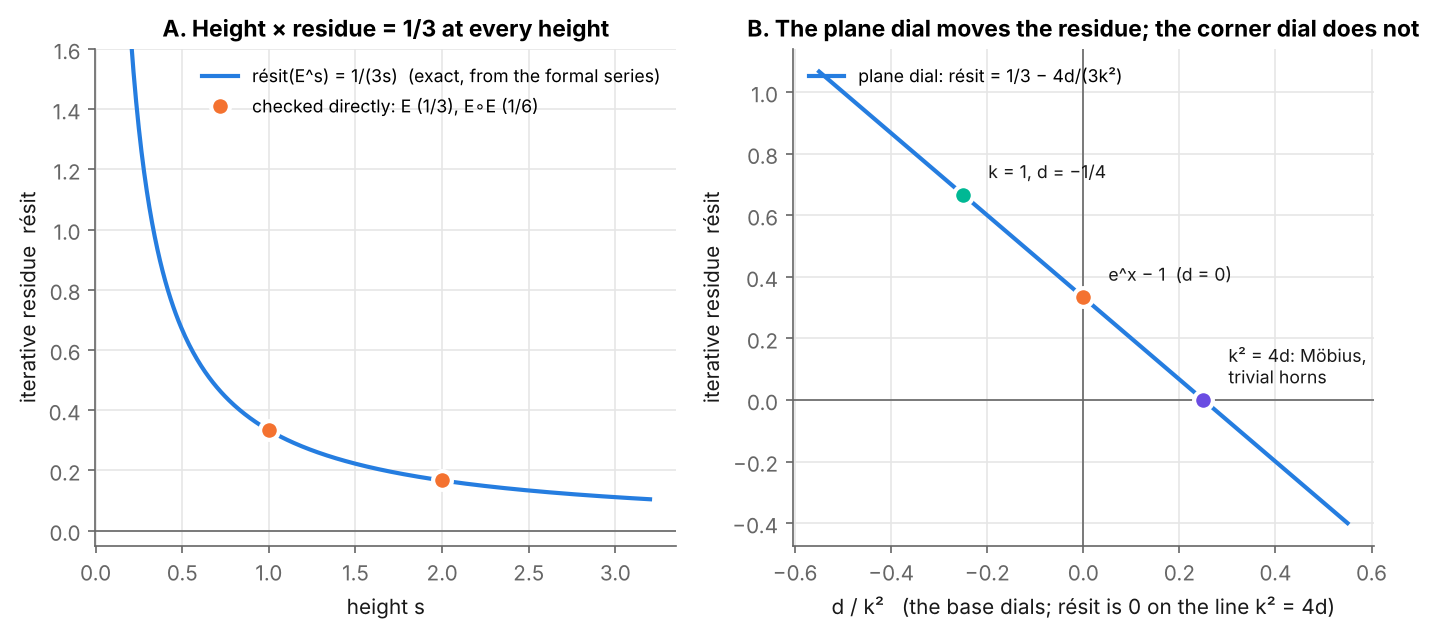 A. Height × residue = 1/3 at every height
résit(E^s) = 1/(3s)  (exact, from the formal series)
checked directly: E (1/3), E∘E (1/6)
iterative residue  résit
1.6
1.4
1.2
1.0
0.8
0.6
0.4
0.2
0.0
0.0
0.5
1.0
1.5
2.0
2.5
3.0
height s
B. The plane dial moves the residue; the corner dial does not
plane dial: résit = 1/3 − 4d/(3k²)
k = 1, d = −1/4
e^x − 1  (d = 0)
k² = 4d: Möbius,
trivial horns
iterative residue  résit
1.0
0.8
0.6
0.4
0.2
0.0
−0.2
−0.4
−0.6
−0.4
−0.2
0.0
0.2
0.4
0.6
d / k²   (the base dials; résit is 0 on the line k² = 4d)